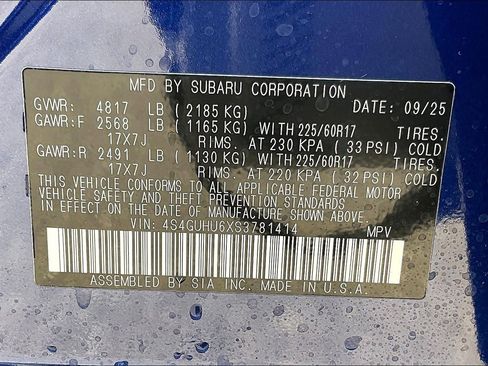 MFD BY SUBARU CORPORATION
GVWR: 4817 LB (2185 KG) DATE: 09/25
GAWR:F 2568 LB (1165 KG) WITH 225/60R17 TIRES.
17X7J RIMS. AT 230 KPA (33 PSI) COLD
GAWR:R 2491 LB (1130 KG) WITH 225/60R17 TIRES.
17X7J RIMS. AT 220 KPA (32 PSI) COLD
THIS VEHICLE CONFORMS TO ALL APPLICABLE FEDERAL MOTOR
VEHICLE SAFETY AND THEFT PREVENTION STANDARDS
IN EFFECT ON THE DATE OF MANUFACTURE SHOWN ABOVE
VIN: 4S4GUHU6XS3781414 MPV
ASSEMBLED BY SIA INC. MADE IN U.S.A.